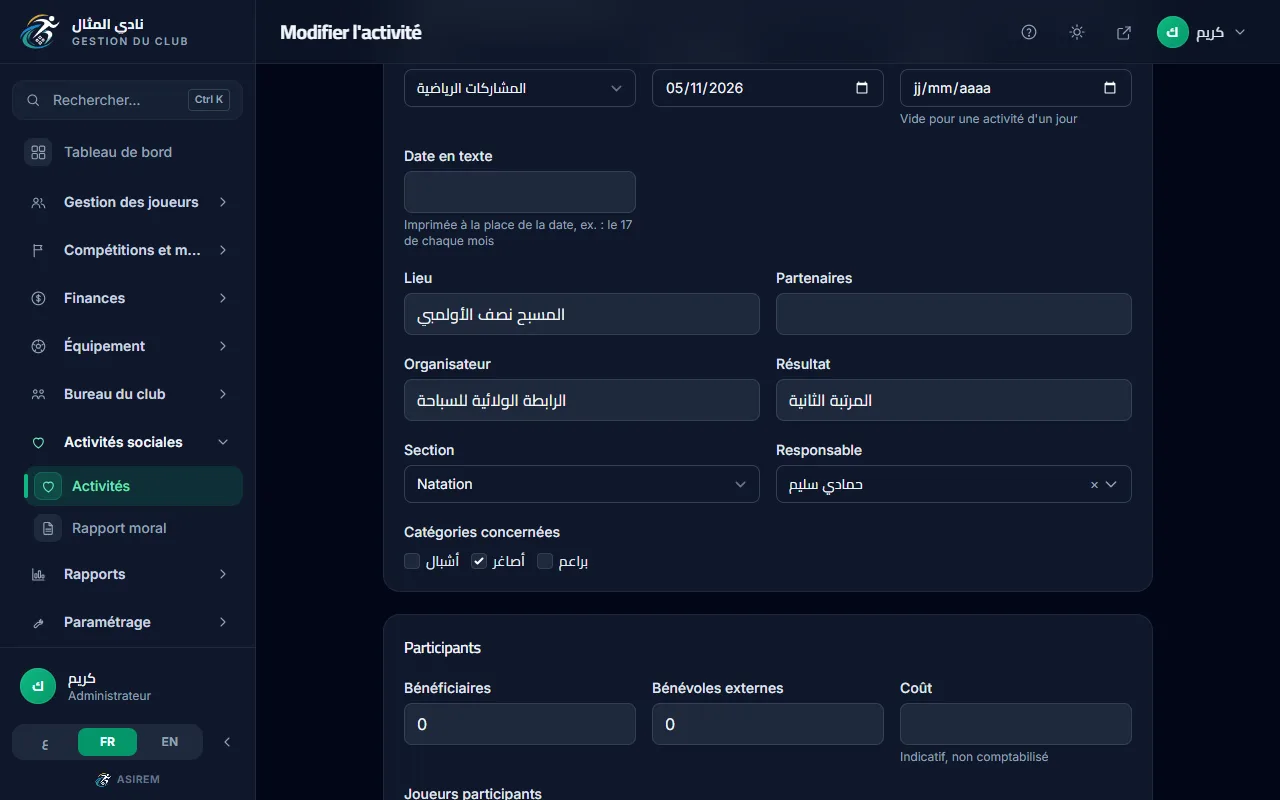 نادي المثال
GESTION DU CLUB
Rechercher...
Ctrl K
Tableau de bord
Gestion des joueurs
Compétitions et m...
Finances
Équipement
Bureau du club
Activités sociales
Activités
Rapport moral
Rapports
Paramétrage
ك
كريم
Administrateur
ع
FR
EN
ASIREM
Modifier l'activité
ك
كريم
المشاركات الرياضية
05/11/2026
jj/mm/aaaa
Vide pour une activité d'un jour
Date en texte
Imprimée à la place de la date, ex. : le 17
de chaque mois
Lieu
Partenaires
المسبح نصف الأولمبي
Organisateur
Résultat
الرابطة الولائية للسباحة
المرتبة الثانية
Section
Responsable
Natation
حمادي سليم
Catégories concernées
أشبال
أصاغر
براعم
Participants
Bénéficiaires
Bénévoles externes
Coût
0
0
Indicatif, non comptabilisé
Joueurs participants